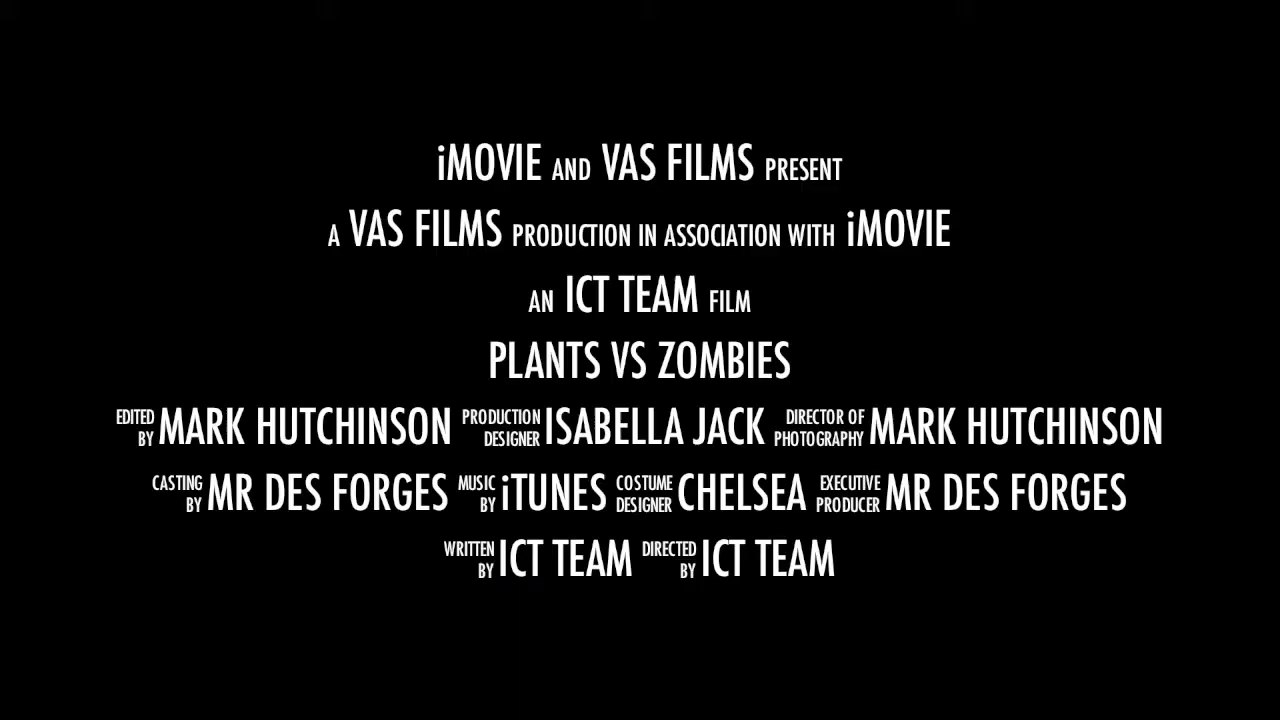 iMOVIE AND VAS FILMS PRESENT
A VAS FILMS PRODUCTION IN ASSOCIATION WITH iMOVIE
AN ICT TEAM FILM
PLANTS VS ZOMBIES
EDITED BY MARK HUTCHINSON PRODUCTION DESIGNER ISABELLA JACK DIRECTOR OF PHOTOGRAPHY MARK HUTCHINSON
CASTING BY MR DES FORGES MUSIC BY iTUNES COSTUME DESIGNER CHELSEA EXECUTIVE PRODUCER MR DES FORGES
WRITTEN BY ICT TEAM DIRECTED BY ICT TEAM